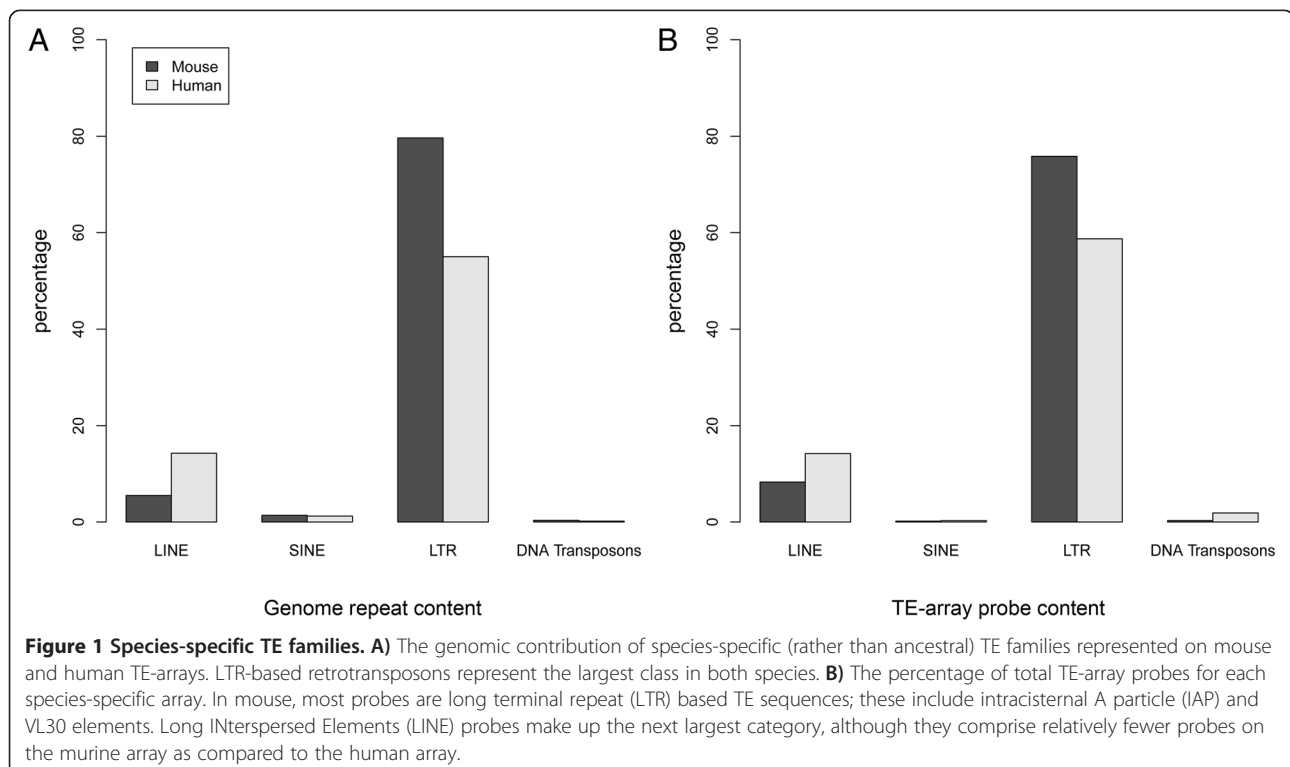 A
B
100
80
60
40
20
0
percentage
Mouse
Human
LINE
SINE
LTR
DNA Transposons
Genome repeat content
100
80
60
40
20
0
percentage
LINE
SINE
LTR
DNA Transposons
TE-array probe content
Figure 1 Species-specific TE families. A) The genomic contribution of species-specific (rather than ancestral) TE families represented on mouse
and human TE-arrays. LTR-based retrotransposons represent the largest class in both species. B) The percentage of total TE-array probes for each
species-specific array. In mouse, most probes are long terminal repeat (LTR) based TE sequences; these include intracisternal A particle (IAP) and
VL30 elements. Long INterspersed Elements (LINE) probes make up the next largest category, although they comprise relatively fewer probes on
the murine array as compared to the human array.